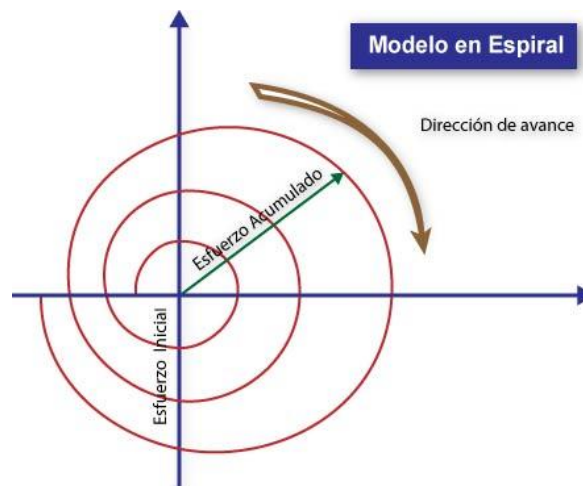 Modelo en Espiral
Dirección de avance
Esfuerzo Acumulado
Esfuerzo Inicial